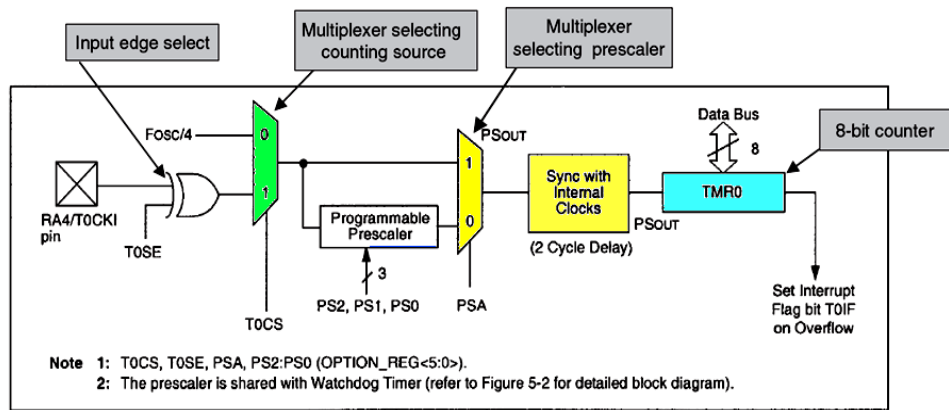 Input edge select
Multiplexer selecting
counting source
Multiplexer
selecting prescaler
8-bit counter
Data Bus
8
FOSC/4
0
1
PSOUT
1
0
Sync with
Internal
Clocks
(2 Cycle Delay)
TMR0
PSOUT
RA4/T0CKI
pin
T0SE
Programmable
Prescaler
3
PS2, PS1, PS0
PSA
T0CS
Set Interrupt
Flag bit T0IF
on Overflow
Note 1: T0CS, T0SE, PSA, PS2:PS0 (OPTION_REG<5:0>).
2: The prescaler is shared with Watchdog Timer (refer to Figure 5-2 for detailed block diagram).